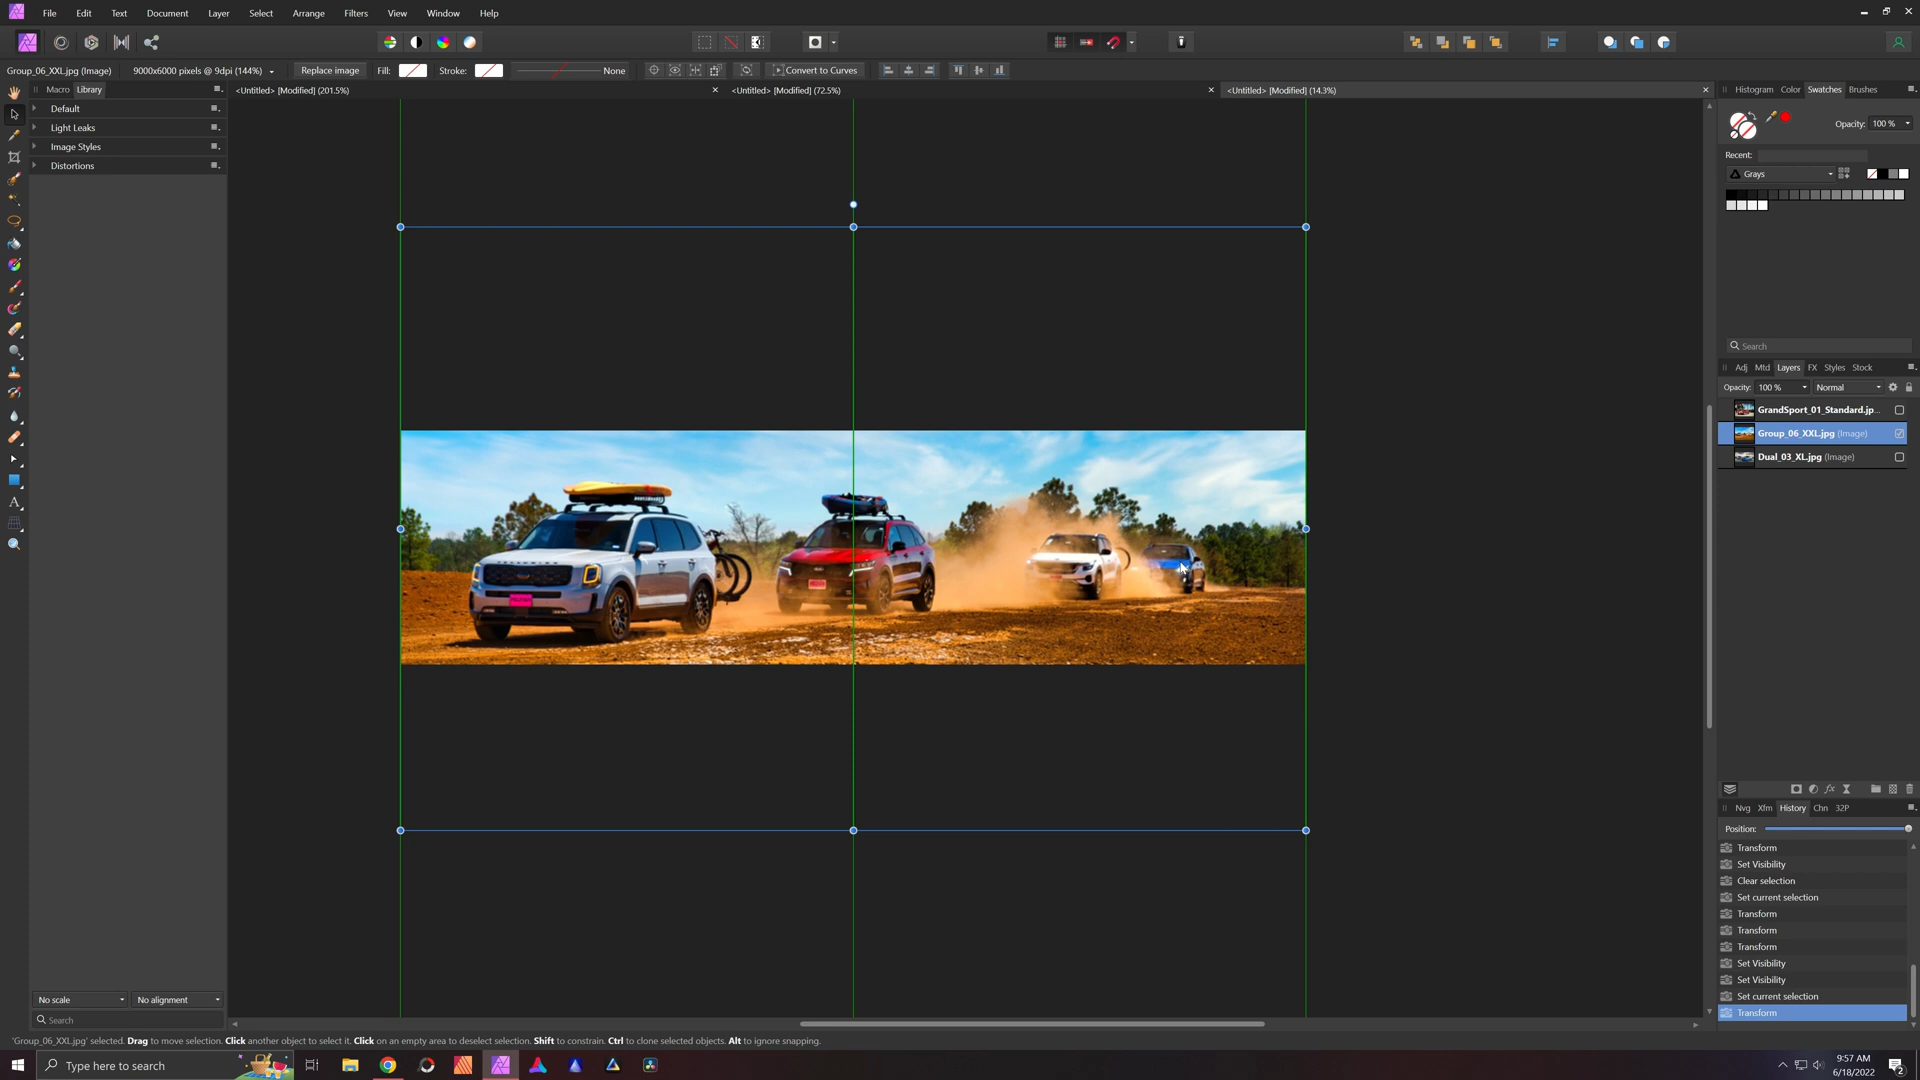 File Edit Text Document Layer Select Arrange Filters View Window Help
Group_06_XXL.jpg (Image) 9000x6000 pixels @ 9dpi (144%) Replace image Fill: Stroke: None Convert to Curves
Macro Library
Default
Light Leaks
Image Styles
Distortions
<Untitled> [Modified] (201.5%)
<Untitled> [Modified] (72.5%)
<Untitled> [Modified] (14.3%)
Histogram Color Swatches Brushes
Opacity: 100 %
Recent:
Grays
Search
Adj Mtd Layers FX Styles Stock
Opacity: 100 % Normal
GrandSport_01_Standard.jp...
Group_06_XXL.jpg (Image)
Dual_03_XL.jpg (Image)
Nvg Xfm History Chn 32P
Position:
Transform
Set Visibility
Clear selection
Set current selection
Transform
Transform
Transform
Set Visibility
Set Visibility
Set current selection
Transform
No scale No alignment
Search
'Group_06_XXL.jpg' selected. Drag to move selection. Click another object to select it. Click on an empty area to deselect selection. Shift to constrain. Ctrl to clone selected objects. Alt to ignore snapping.
Type here to search
9:57 AM
6/18/2022
2